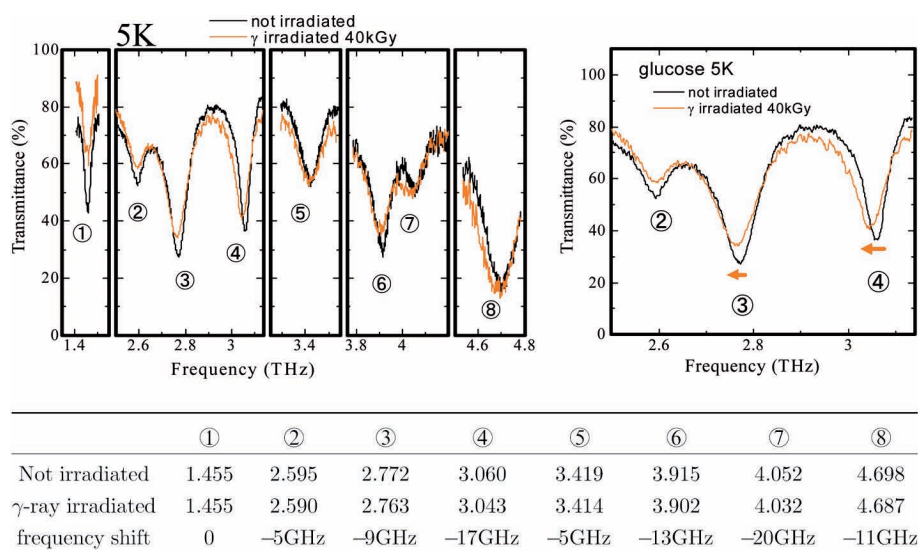 5K
not irradiated
γ irradiated 40kGy
100
80
60
40
20
0
Transmittance (%)
① ② ③ ④ ⑤ ⑥ ⑦ ⑧
1.4 2.6 2.8 3 3.4 3.8 4 4.6 4.8
Frequency (THz)
glucose 5K
not irradiated
γ irradiated 40kGy
100
80
60
40
20
0
Transmittance (%)
② ③ ④
2.6 2.8 3
Frequency (THz)
① ② ③ ④ ⑤ ⑥ ⑦ ⑧
Not irradiated 1.455 2.595 2.772 3.060 3.419 3.915 4.052 4.698
γ-ray irradiated 1.455 2.590 2.763 3.043 3.414 3.902 4.032 4.687
frequency shift 0 –5GHz –9GHz –17GHz –5GHz –13GHz –20GHz –11GHz